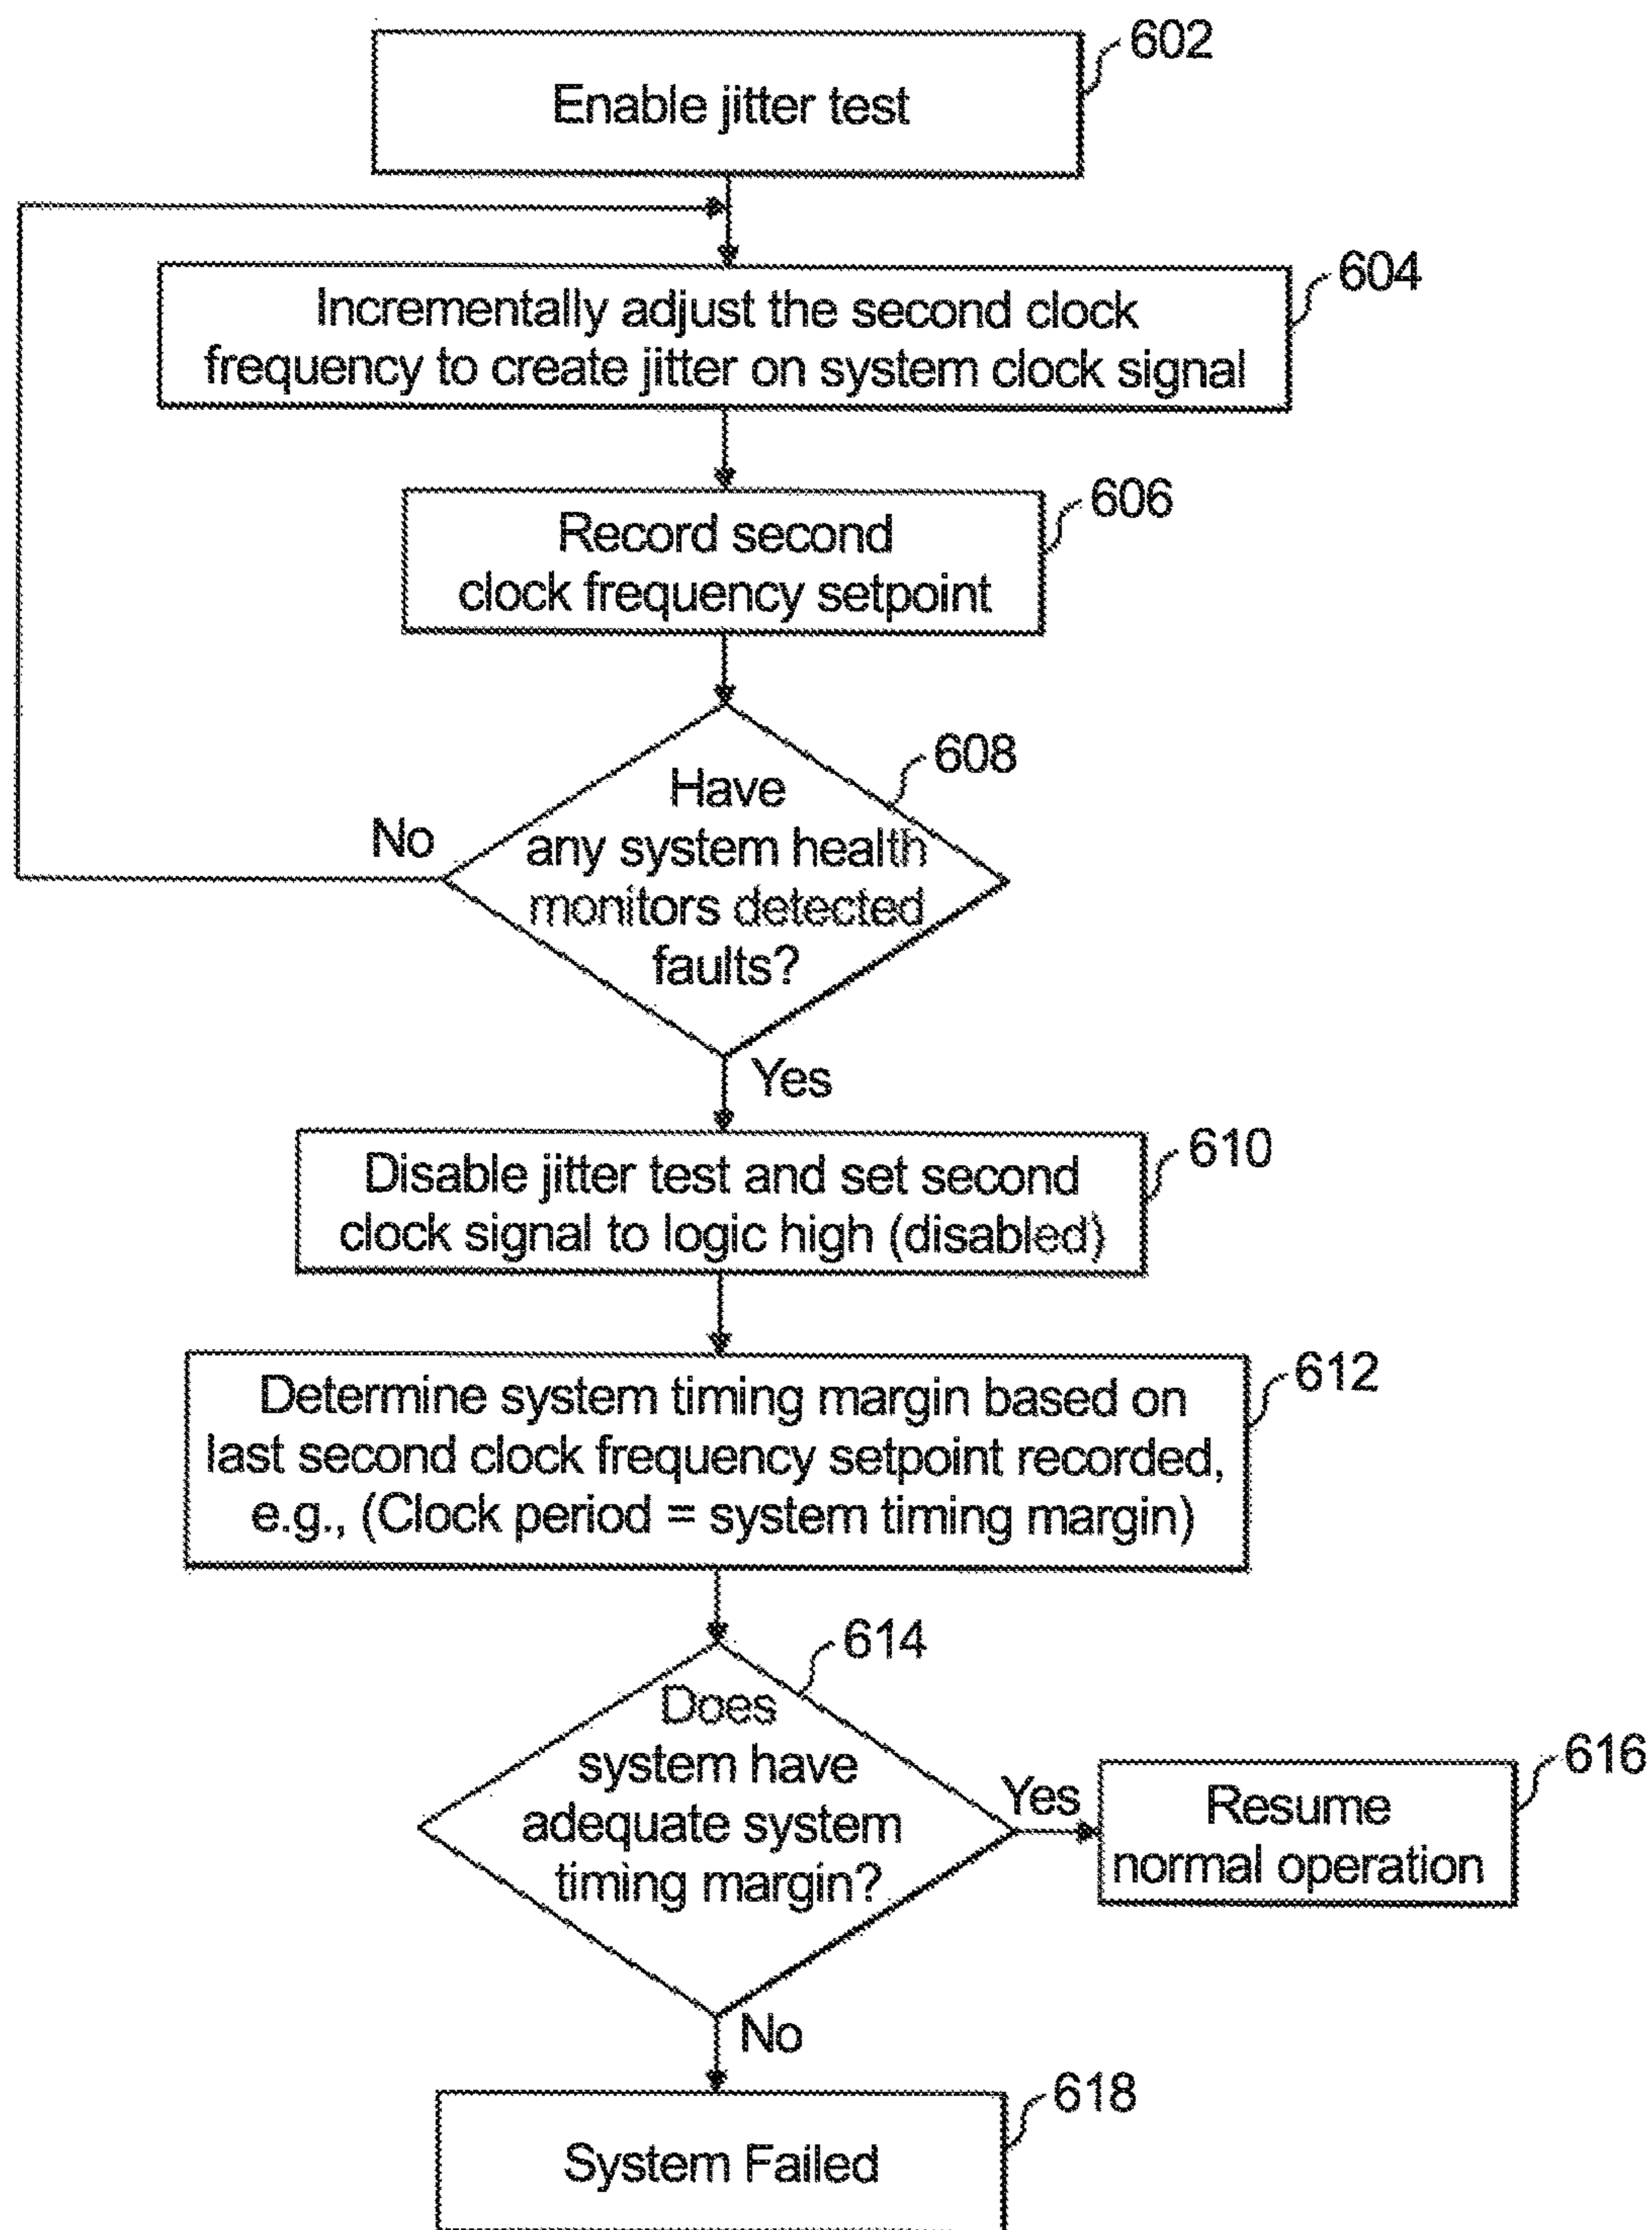 602
Enable jitter test
604
Incrementally adjust the second clock
frequency to create jitter on system clock signal
606
Record second
clock frequency setpoint
608
Have
any system health
monitors detected
faults?
No
Yes
610
Disable jitter test and set second
clock signal to logic high (disabled)
612
Determine system timing margin based on
last second clock frequency setpoint recorded,
e.g., (Clock period = system timing margin)
614
Does
system have
adequate system
timing margin?
Yes
616
Resume
normal operation
No
618
System Failed